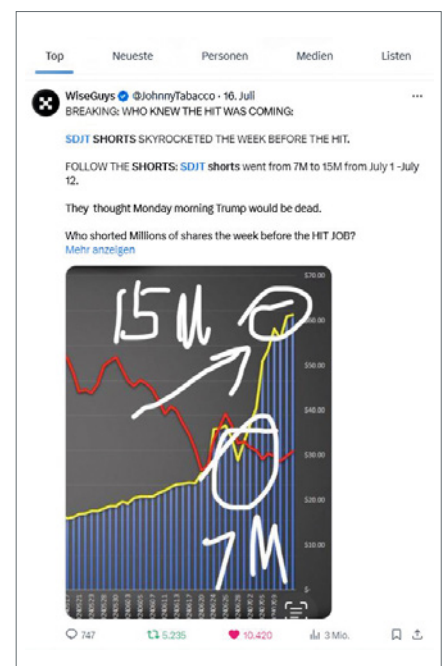 Top Neueste Personen Medien Listen
WiseGuys @JohnnyTabacco · 16. Juli
BREAKING: WHO KNEW THE HIT WAS COMING:
$DJT SHORTS SKYROCKETED THE WEEK BEFORE THE HIT.
FOLLOW THE SHORTS: $DJT shorts went from 7M to 15M from July 1 -July
12.
They thought Monday morning Trump would be dead.
Who shorted Millions of shares the week before the HIT JOB?
Mehr anzeigen
$70.00
15 M
$60.00
$50.00
$40.00
$30.00
$20.00
7 M
$10.00
$-
747 5.235 10.420 3 Mio.